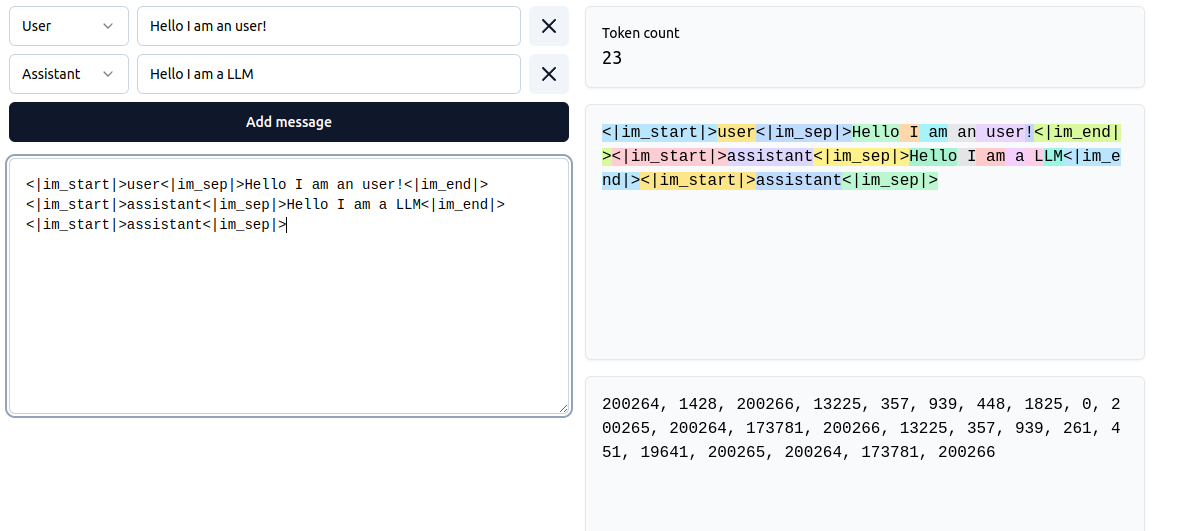 User
Hello I am an user!
Assistant
Hello I am a LLM
Add message
<|im_start|>user<|im_sep|>Hello I am an user!<|im_end|>
<|im_start|>assistant<|im_sep|>Hello I am a LLM<|im_end|>
<|im_start|>assistant<|im_sep|>
Token count
23
<|im_start|>user<|im_sep|>Hello I am an user!<|im_end|
><|im_start|>assistant<|im_sep|>Hello I am a LLM<|im_e
nd|><|im_start|>assistant<|im_sep|>
200264, 1428, 200266, 13225, 357, 939, 448, 1825, 0, 2
00265, 200264, 173781, 200266, 13225, 357, 939, 261, 4
51, 19641, 200265, 200264, 173781, 200266